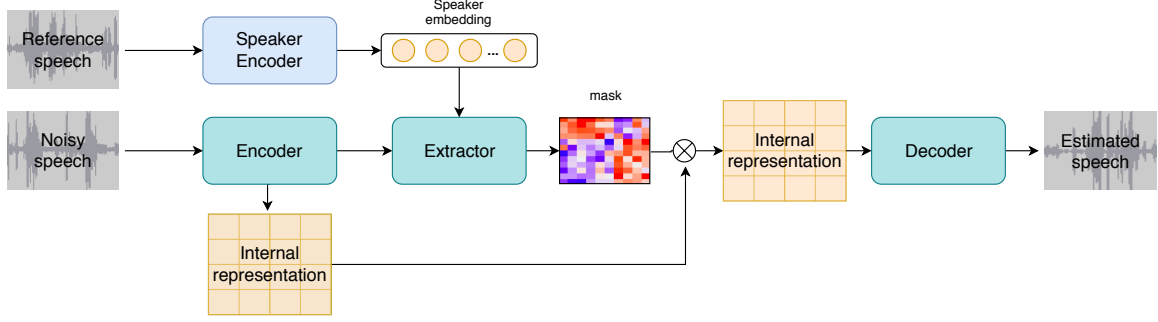 Reference
speech
Speaker
Encoder
Speaker
embedding
...
Noisy
speech
Encoder
Extractor
mask
Internal
representation
Decoder
Estimated
speech
Internal
representation